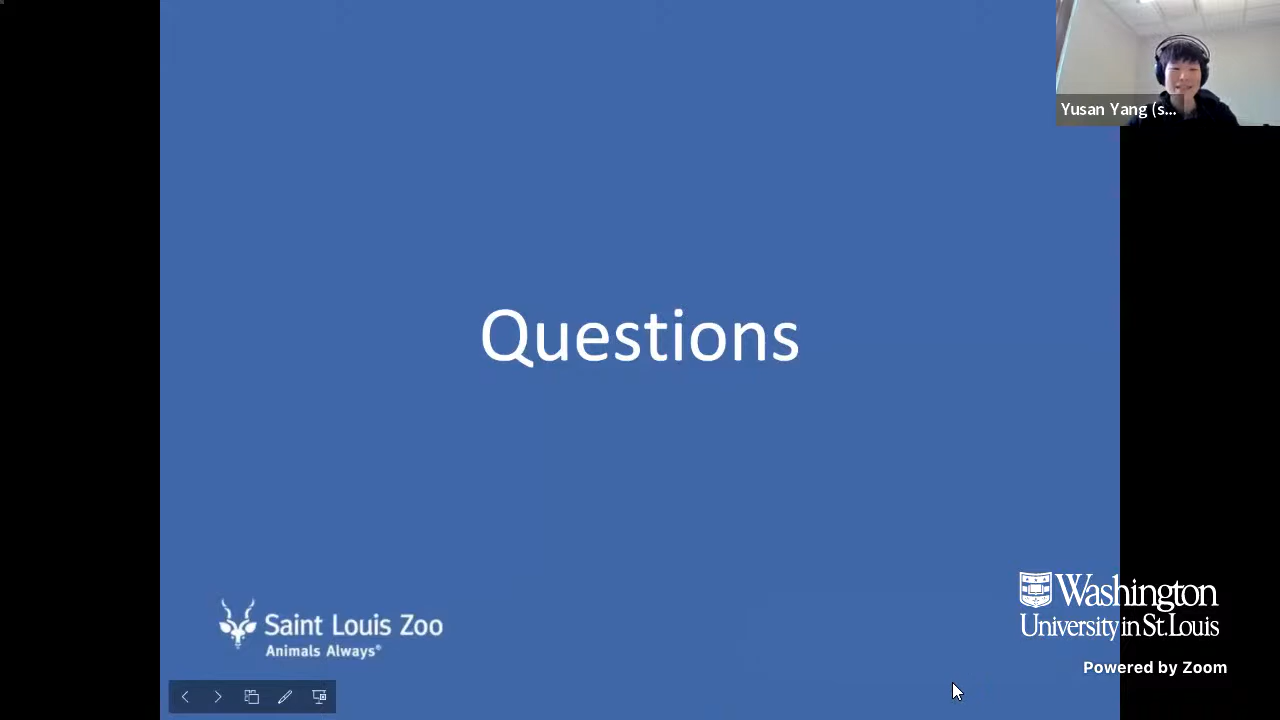 Yusan Yang (s...
Questions
Saint Louis Zoo
Animals Always®
Washington
University in St. Louis
Powered by Zoom